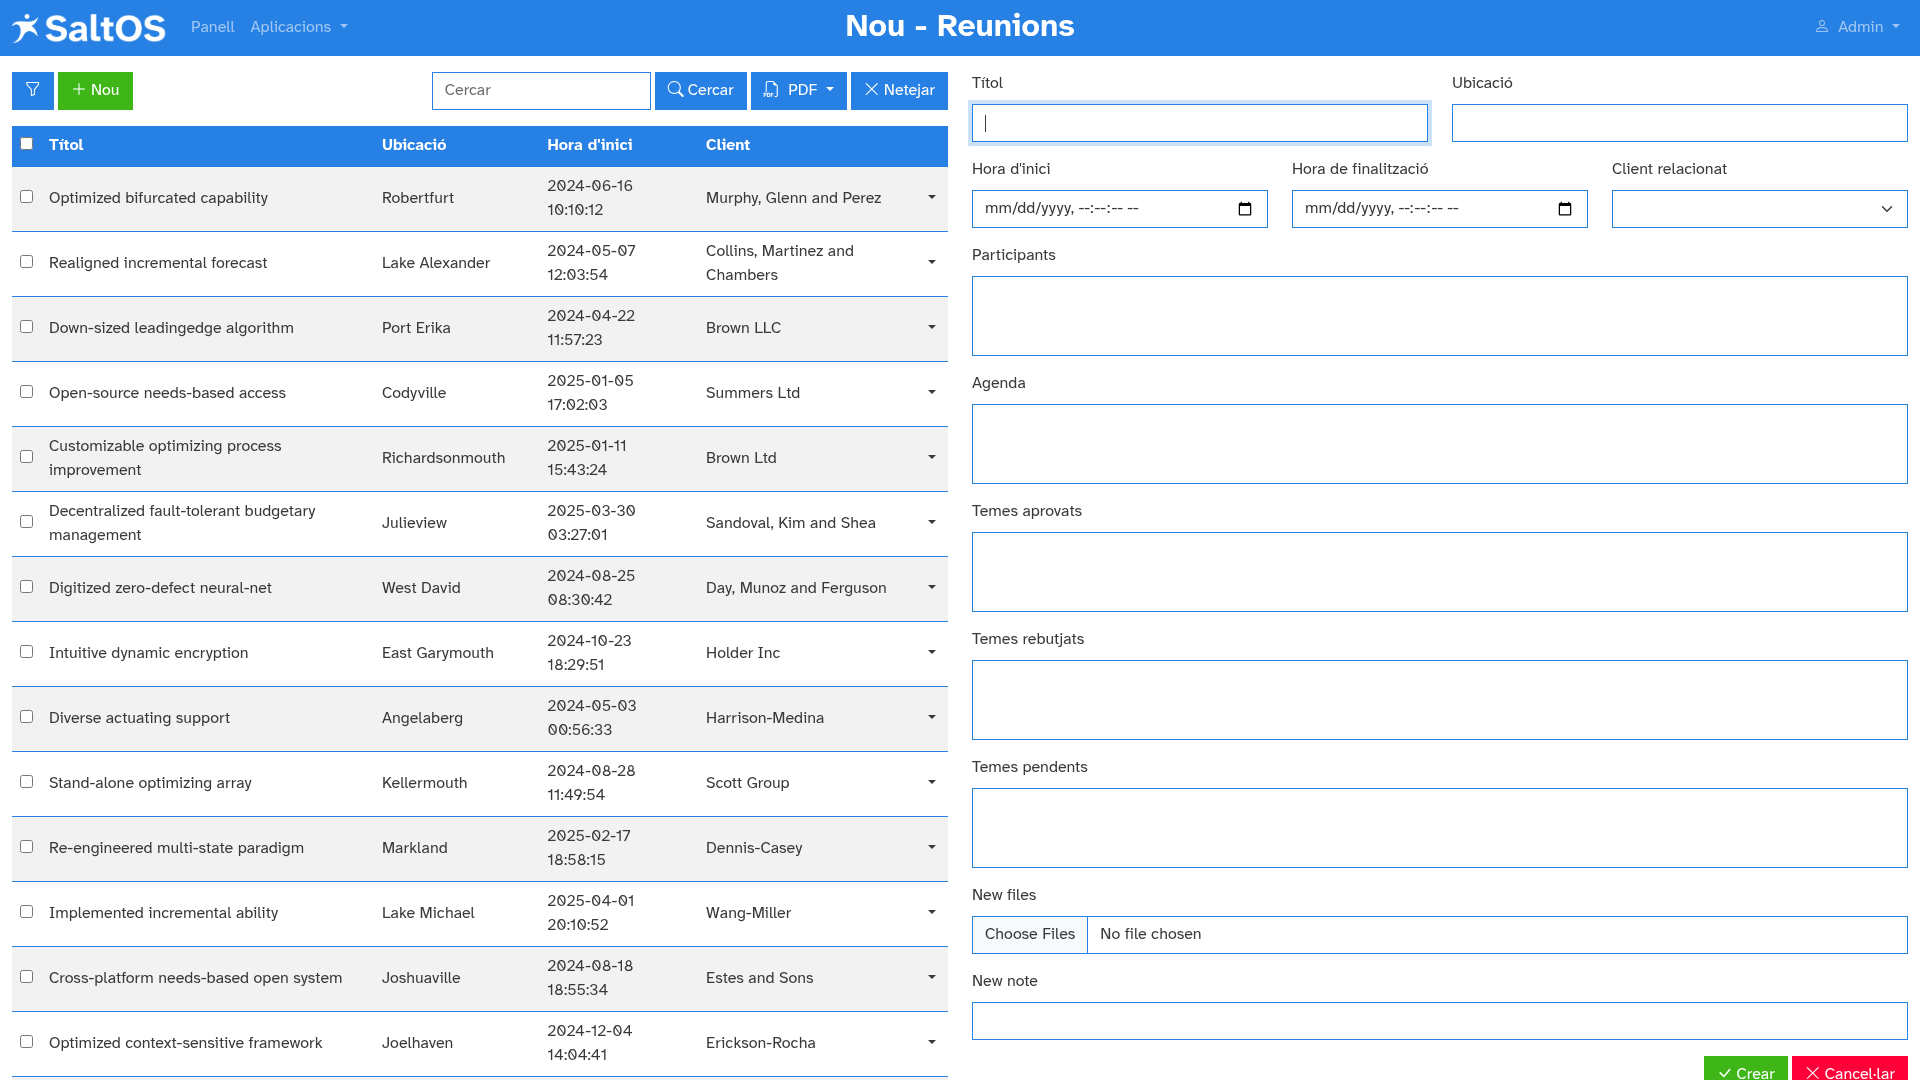 SaltOS
Panell
Aplicacions
Nou - Reunions
Admin
Nou
Cercar
Cercar
PDF
Netejar
Títol
Ubicació
Hora d'inici
Client
Optimized bifurcated capability
Robertfurt
2024-06-16
10:10:12
Murphy, Glenn and Perez
Realigned incremental forecast
Lake Alexander
2024-05-07
12:03:54
Collins, Martinez and
Chambers
Down-sized leadingedge algorithm
Port Erika
2024-04-22
11:57:23
Brown LLC
Open-source needs-based access
Codyville
2025-01-05
17:02:03
Summers Ltd
Customizable optimizing process
improvement
Richardsonmouth
2025-01-11
15:43:24
Brown Ltd
Decentralized fault-tolerant budgetary
management
Julieview
2025-03-30
03:27:01
Sandoval, Kim and Shea
Digitized zero-defect neural-net
West David
2024-08-25
08:30:42
Day, Munoz and Ferguson
Intuitive dynamic encryption
East Garymouth
2024-10-23
18:29:51
Holder Inc
Diverse actuating support
Angelaberg
2024-05-03
00:56:33
Harrison-Medina
Stand-alone optimizing array
Kellermouth
2024-08-28
11:49:54
Scott Group
Re-engineered multi-state paradigm
Markland
2025-02-17
18:58:15
Dennis-Casey
Implemented incremental ability
Lake Michael
2025-04-01
20:10:52
Wang-Miller
Cross-platform needs-based open system
Joshuaville
2024-08-18
18:55:34
Estes and Sons
Optimized context-sensitive framework
Joelhaven
2024-12-04
14:04:41
Erickson-Rocha
Títol
Ubicació
Hora d'inici
Hora de finalització
Client relacionat
mm/dd/yyyy, --:--:-- --
mm/dd/yyyy, --:--:-- --
Participants
Agenda
Temes aprovats
Temes rebutjats
Temes pendents
New files
Choose Files
No file chosen
New note
Crear
Cancel·lar